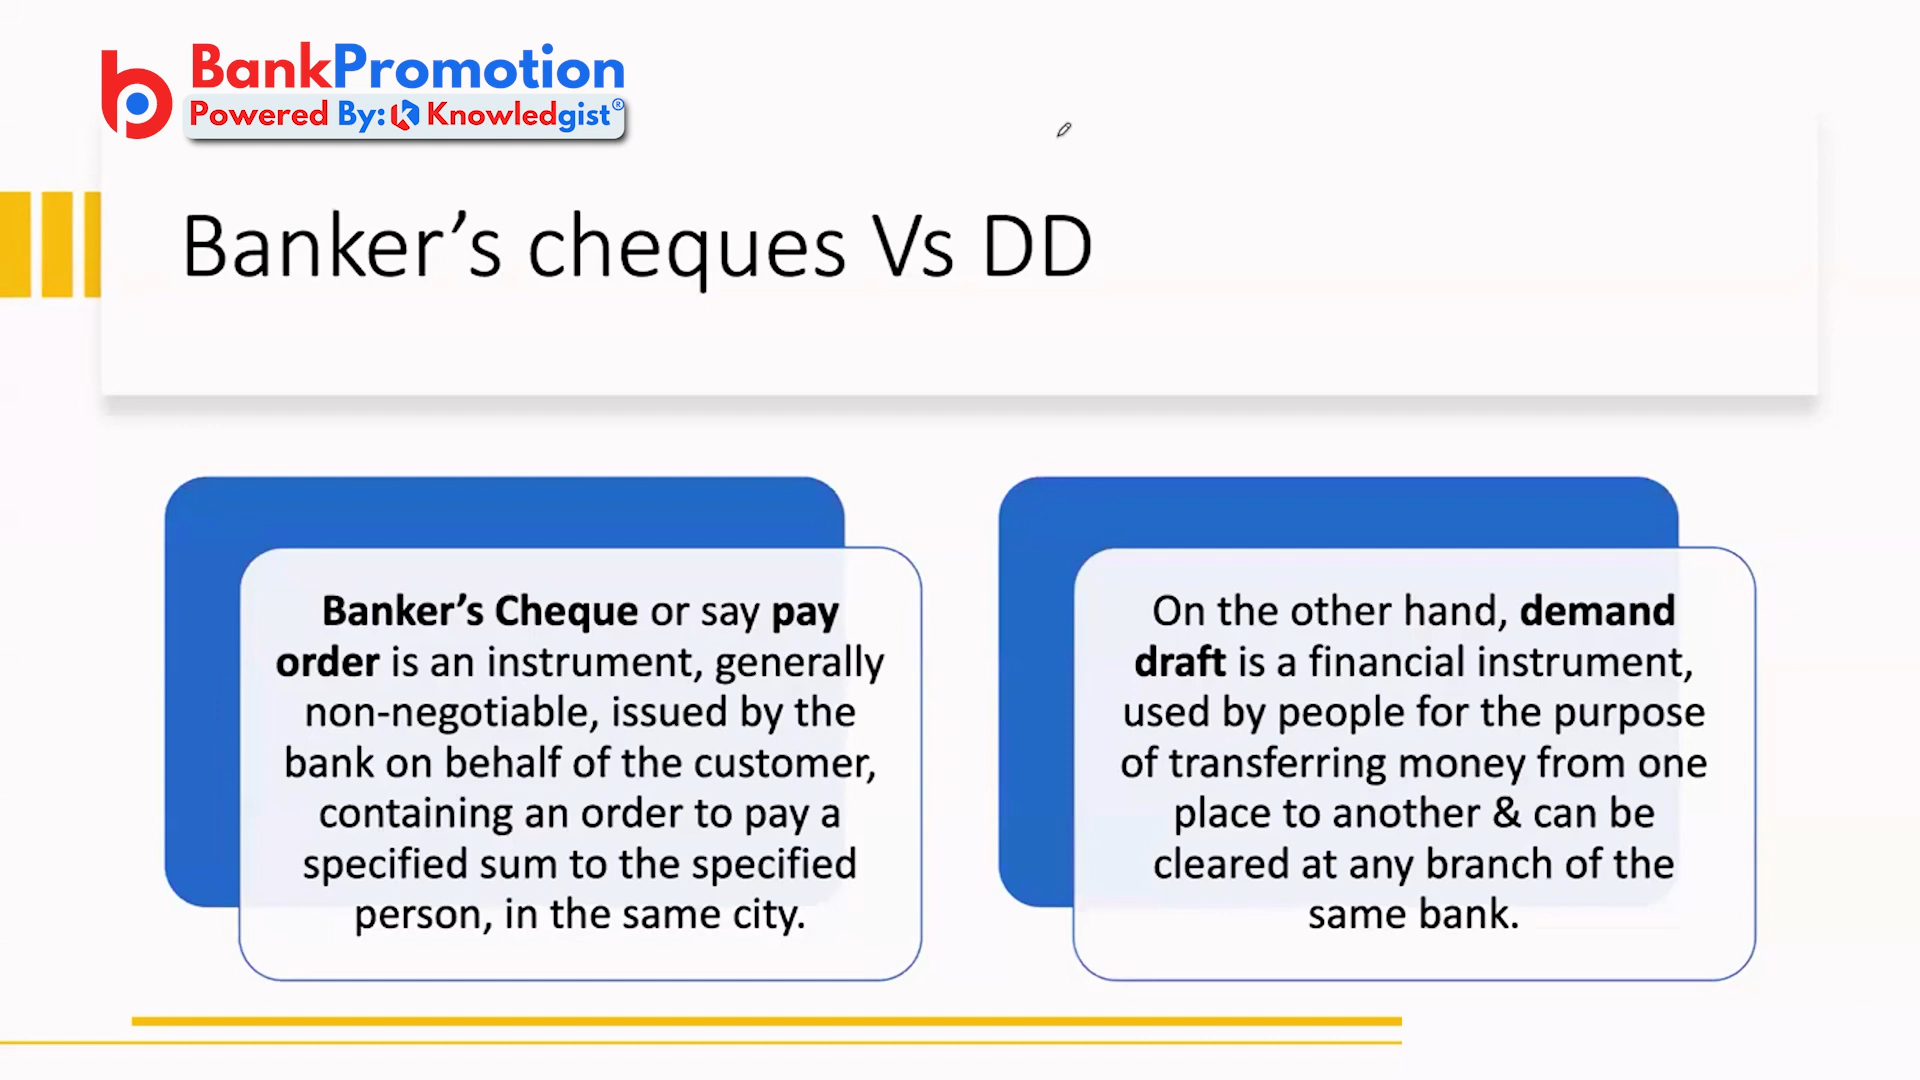 BankPromotion
Powered By: Knowledgist®
Banker’s cheques Vs DD
Banker’s Cheque or say pay
order is an instrument, generally
non-negotiable, issued by the
bank on behalf of the customer,
containing an order to pay a
specified sum to the specified
person, in the same city.
On the other hand, demand
draft is a financial instrument,
used by people for the purpose
of transferring money from one
place to another & can be
cleared at any branch of the
same bank.